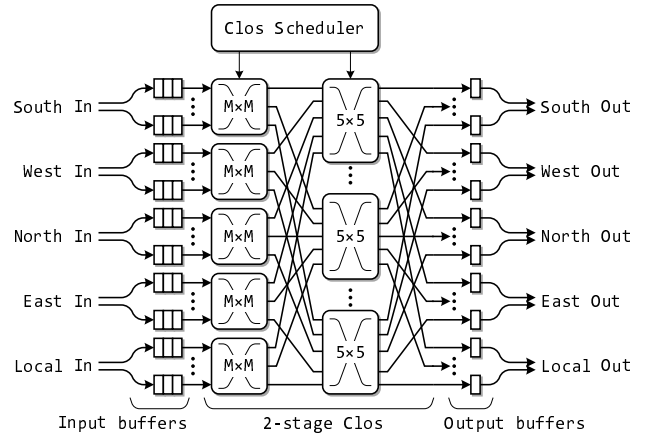 Clos Scheduler
South In
M×M
5×5
South Out
West In
M×M
West Out
North In
M×M
5×5
North Out
East In
M×M
East Out
Local In
M×M
5×5
Local Out
Input buffers
2-stage Clos
Output buffers